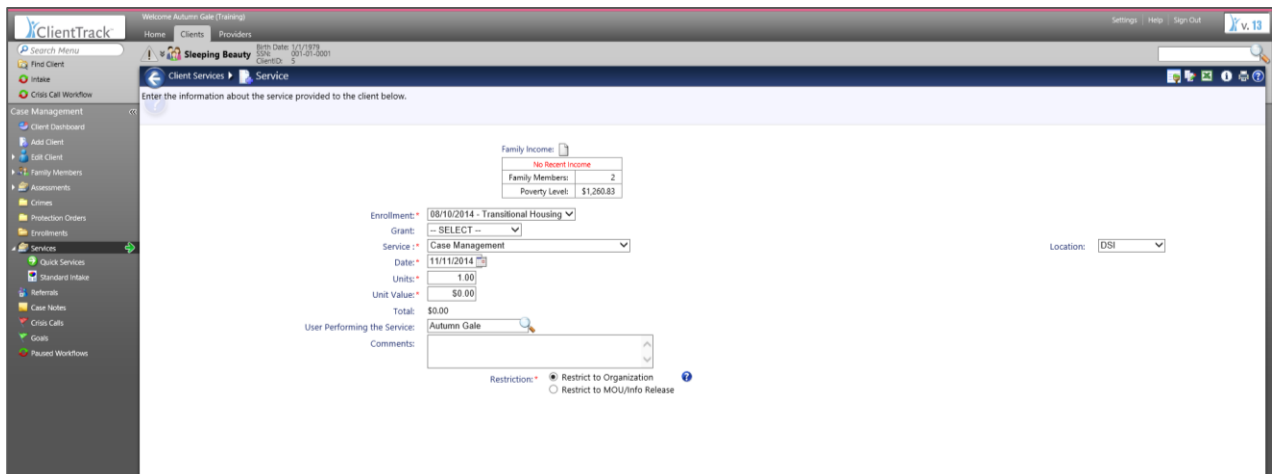 Welcome Autumn Gale (Training)
Settings | Help | Sign Out
ClientTrack
v. 13
Home Clients Providers
Search Menu
Sleeping Beauty
Birth Date: 1/1/1979
SSN: 001-01-0001
ClientID: 5
Find Client
Intake
Crisis Call Workflow
Client Services Service
Enter the information about the service provided to the client below.
Case Management
Client Dashboard
Add Client
Edit Client
Family Members
Assessments
Crimes
Protection Orders
Enrollments
Services
Quick Services
Standard Intake
Referrals
Case Notes
Crisis Calls
Goals
Paused Workflows
Family Income:
No Recent Income
Family Members: 2
Poverty Level: $1,260.83
Enrollment:* 08/10/2014 - Transitional Housing
Grant: -- SELECT --
Service :* Case Management
Location: DSI
Date:* 11/11/2014
Units:* 1.00
Unit Value:* $0.00
Total: $0.00
User Performing the Service: Autumn Gale
Comments:
Restriction:* Restrict to Organization
Restrict to MOU/Info Release